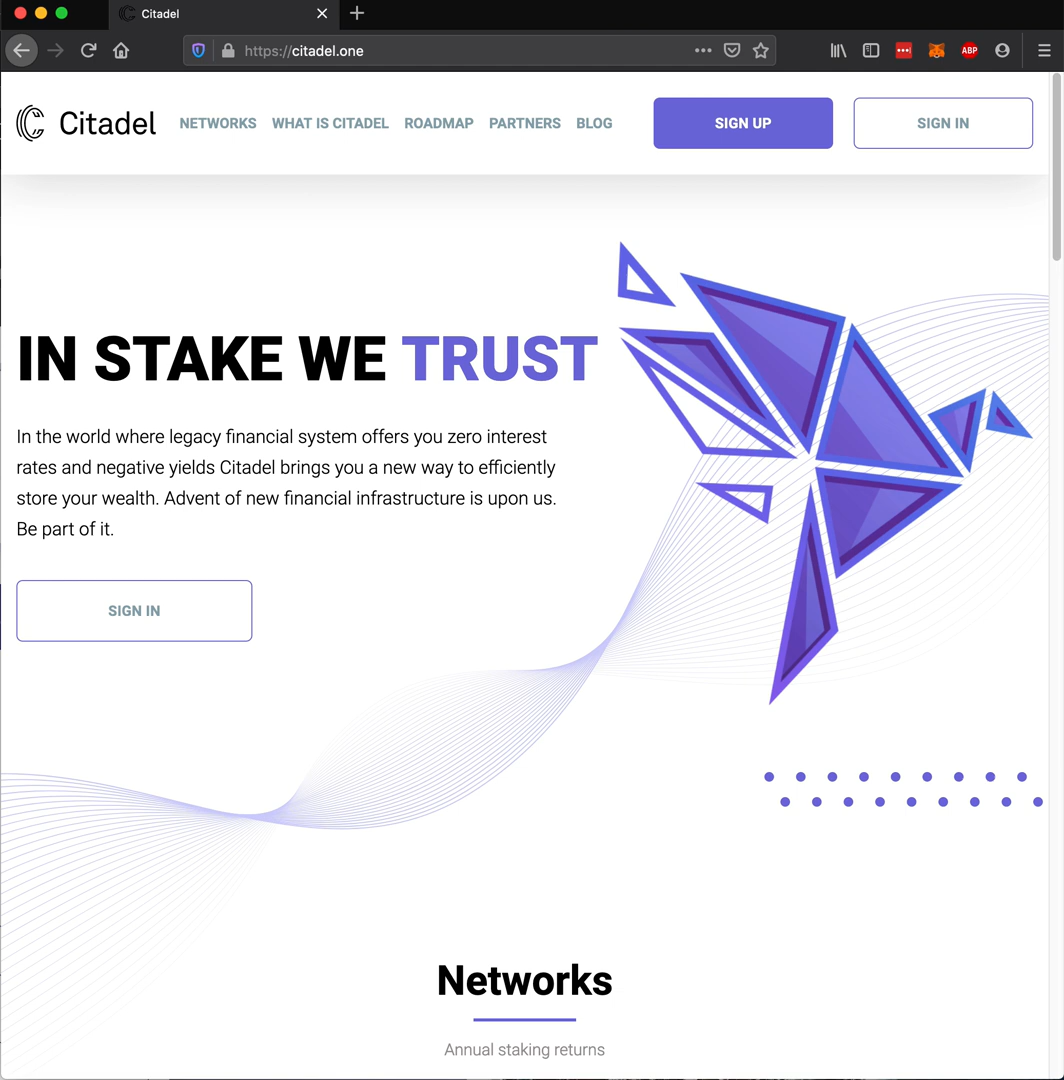 Citadel
https://citadel.one
ABP
Citadel
NETWORKS
WHAT IS CITADEL
ROADMAP
PARTNERS
BLOG
SIGN UP
SIGN IN
IN STAKE WE TRUST
In the world where legacy financial system offers you zero interest
rates and negative yields Citadel brings you a new way to efficiently
store your wealth. Advent of new financial infrastructure is upon us.
Be part of it.
SIGN IN
Networks
Annual staking returns